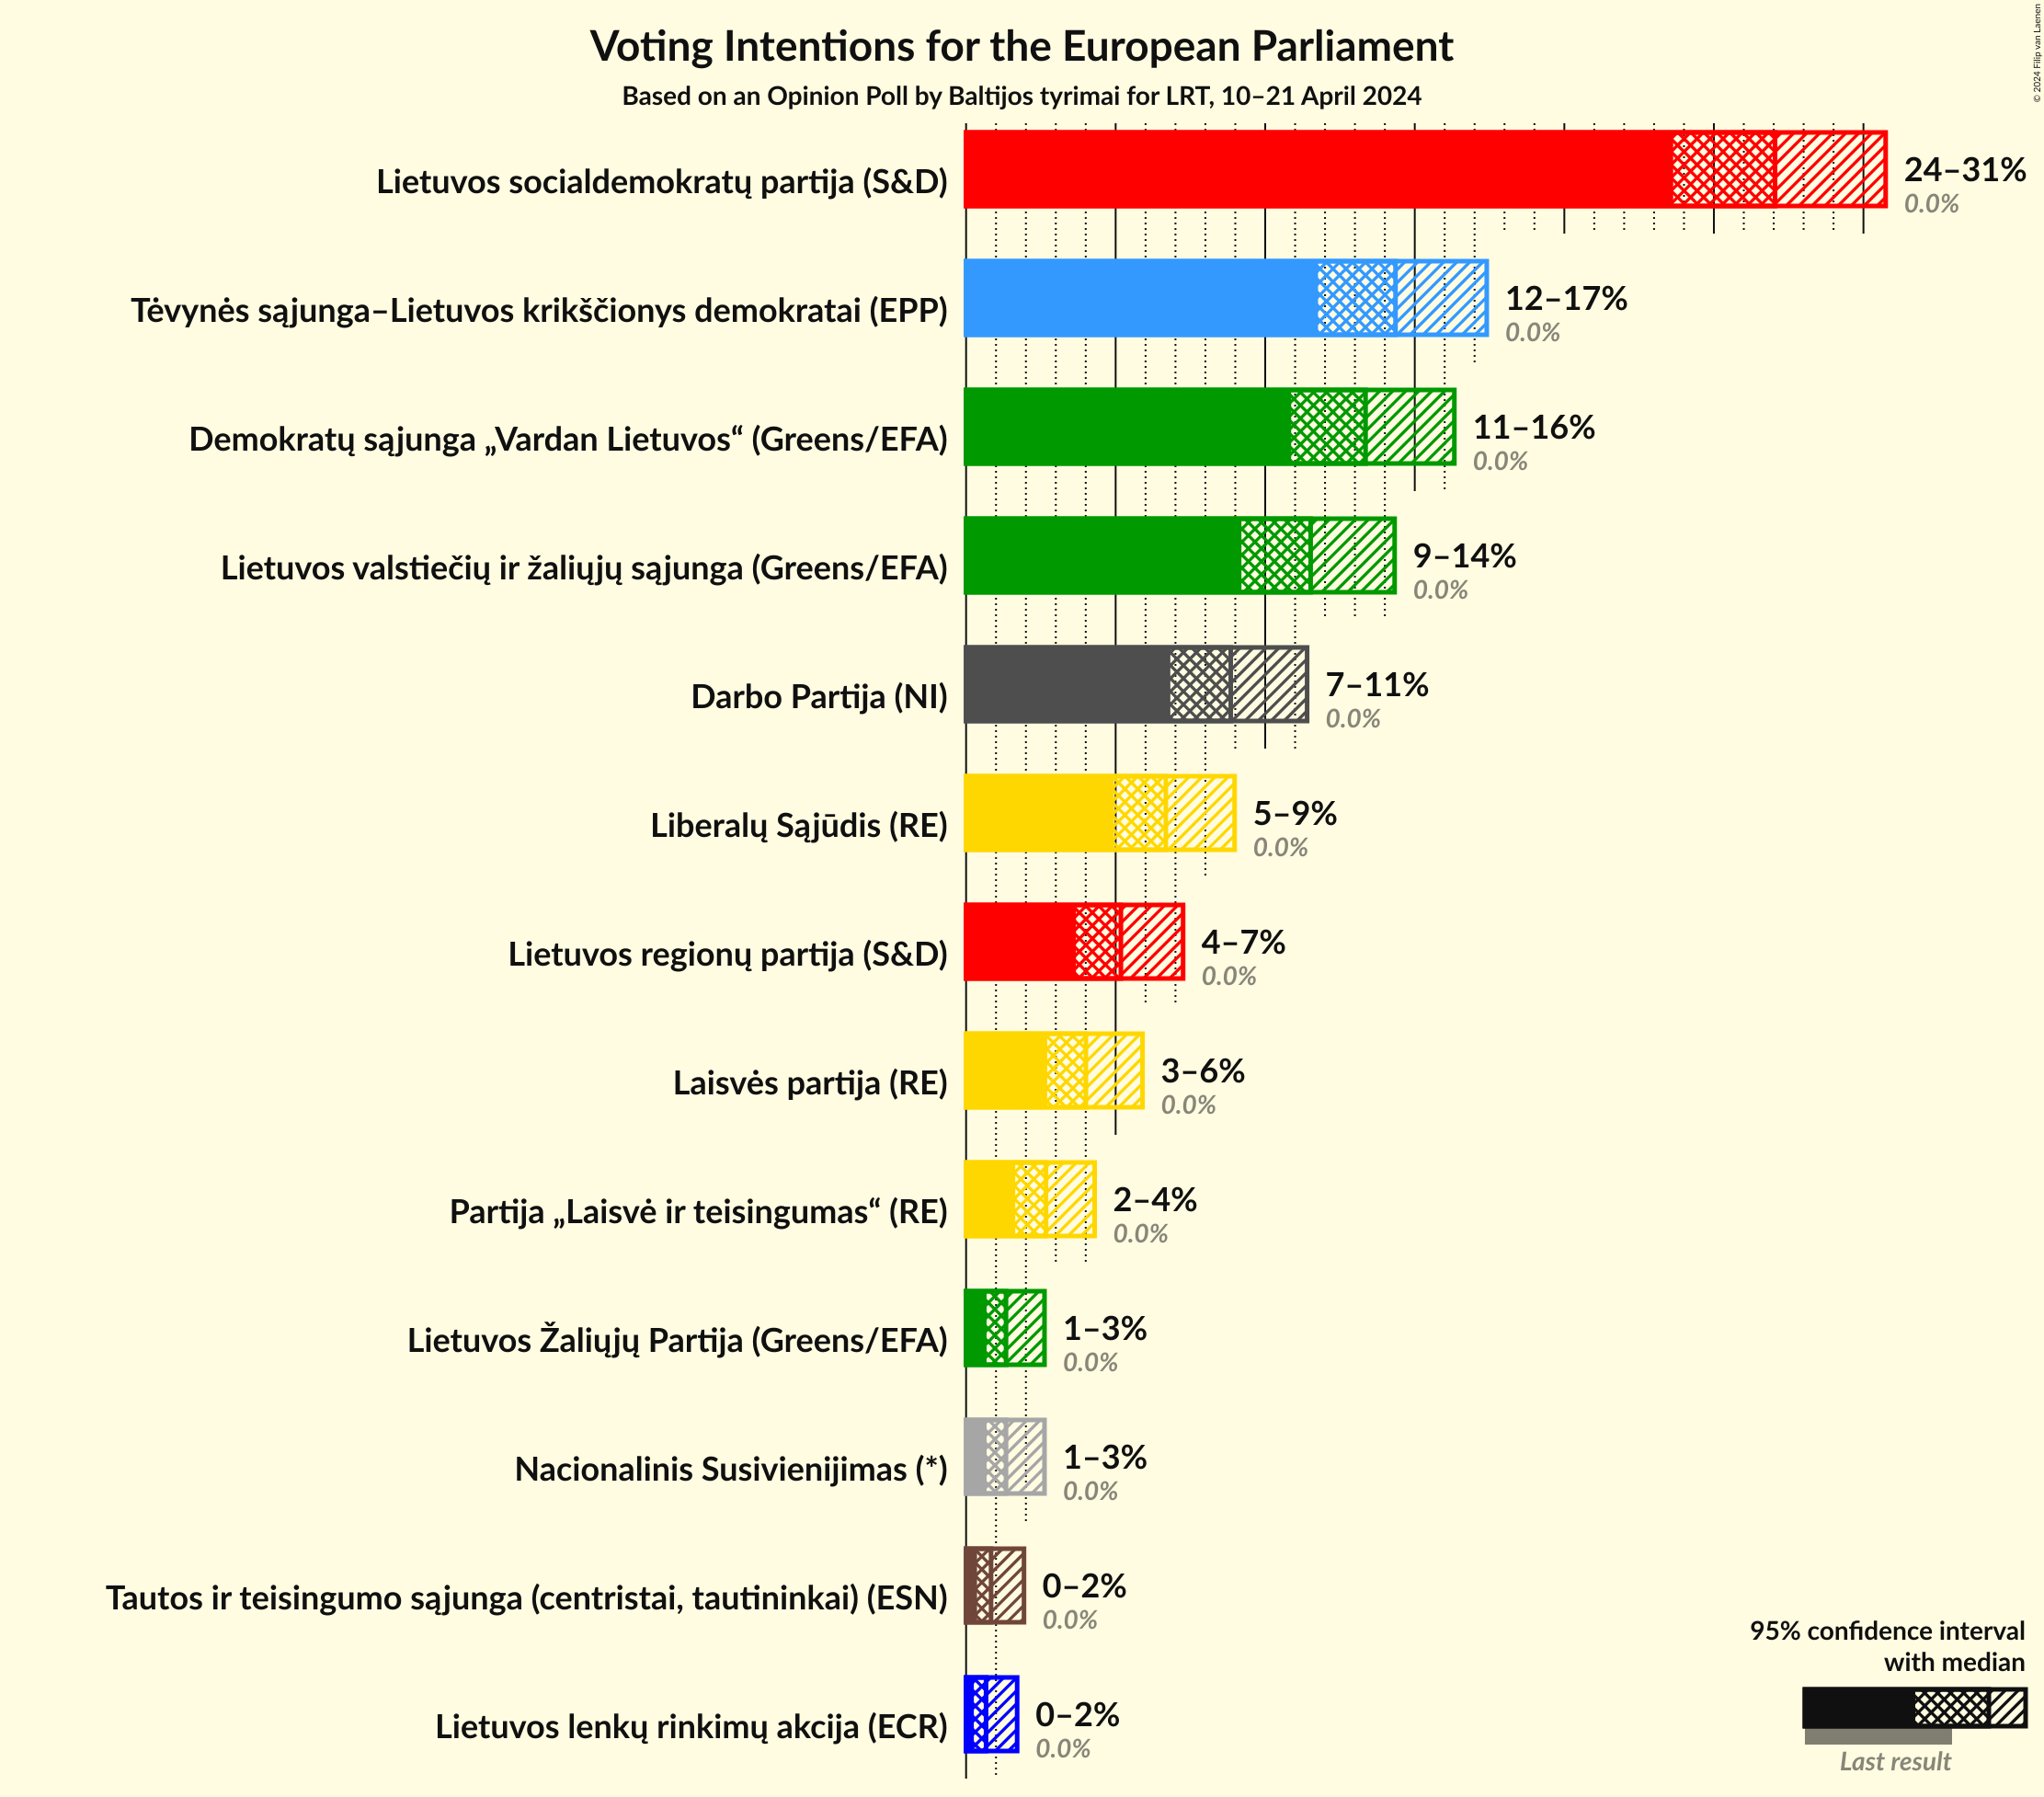 Voting Intentions for the European Parliament
Based on an Opinion Poll by Baltijos tyrimai for LRT, 10–21 April 2024
© 2024 Filip van Laenen
Lietuvos socialdemokratų partija (S&D)
24–31%
0.0%
Tėvynės sąjunga–Lietuvos krikščionys demokratai (EPP)
12–17%
0.0%
Demokratų sąjunga „Vardan Lietuvos“ (Greens/EFA)
11–16%
0.0%
Lietuvos valstiečių ir žaliųjų sąjunga (Greens/EFA)
9–14%
0.0%
Darbo Partija (NI)
7–11%
0.0%
Liberalų Sąjūdis (RE)
5–9%
0.0%
Lietuvos regionų partija (S&D)
4–7%
0.0%
Laisvės partija (RE)
3–6%
0.0%
Partija „Laisvė ir teisingumas“ (RE)
2–4%
0.0%
Lietuvos Žaliųjų Partija (Greens/EFA)
1–3%
0.0%
Nacionalinis Susivienijimas (*)
1–3%
0.0%
Tautos ir teisingumo sąjunga (centristai, tautininkai) (ESN)
0–2%
0.0%
Lietuvos lenkų rinkimų akcija (ECR)
0–2%
0.0%
95% confidence interval
with median
Last result